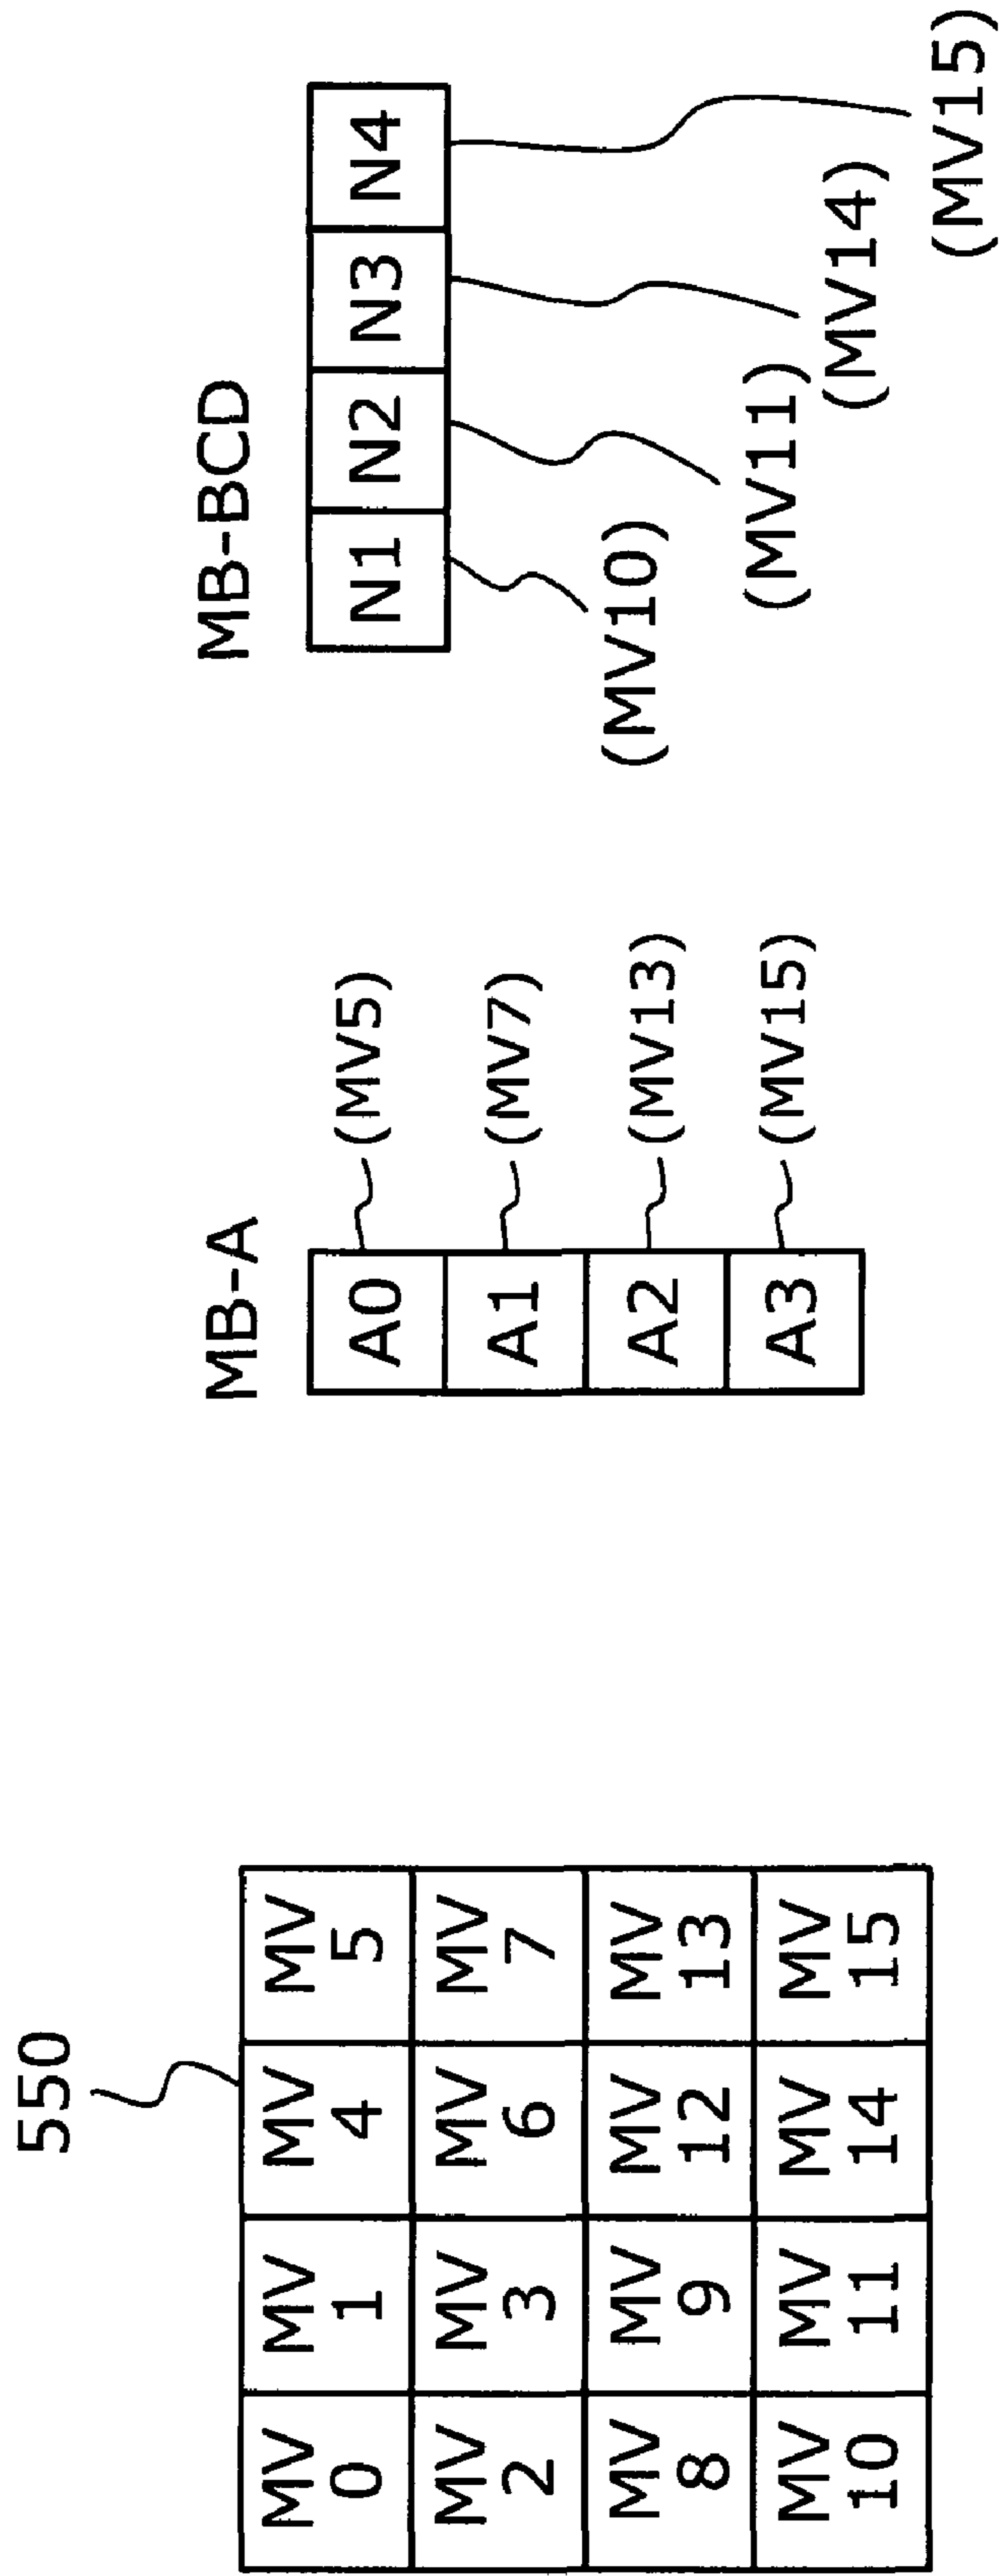 550
MV 0
MV 1
MV 4
MV 5
MV 2
MV 3
MV 6
MV 7
MV 8
MV 9
MV 12
MV 13
MV 10
MV 11
MV 14
MV 15
MB-A
A0
(MV5)
A1
(MV7)
A2
(MV13)
A3
(MV15)
MB-BCD
N1
N2
N3
N4
(MV10)
(MV11)
(MV14)
(MV15)